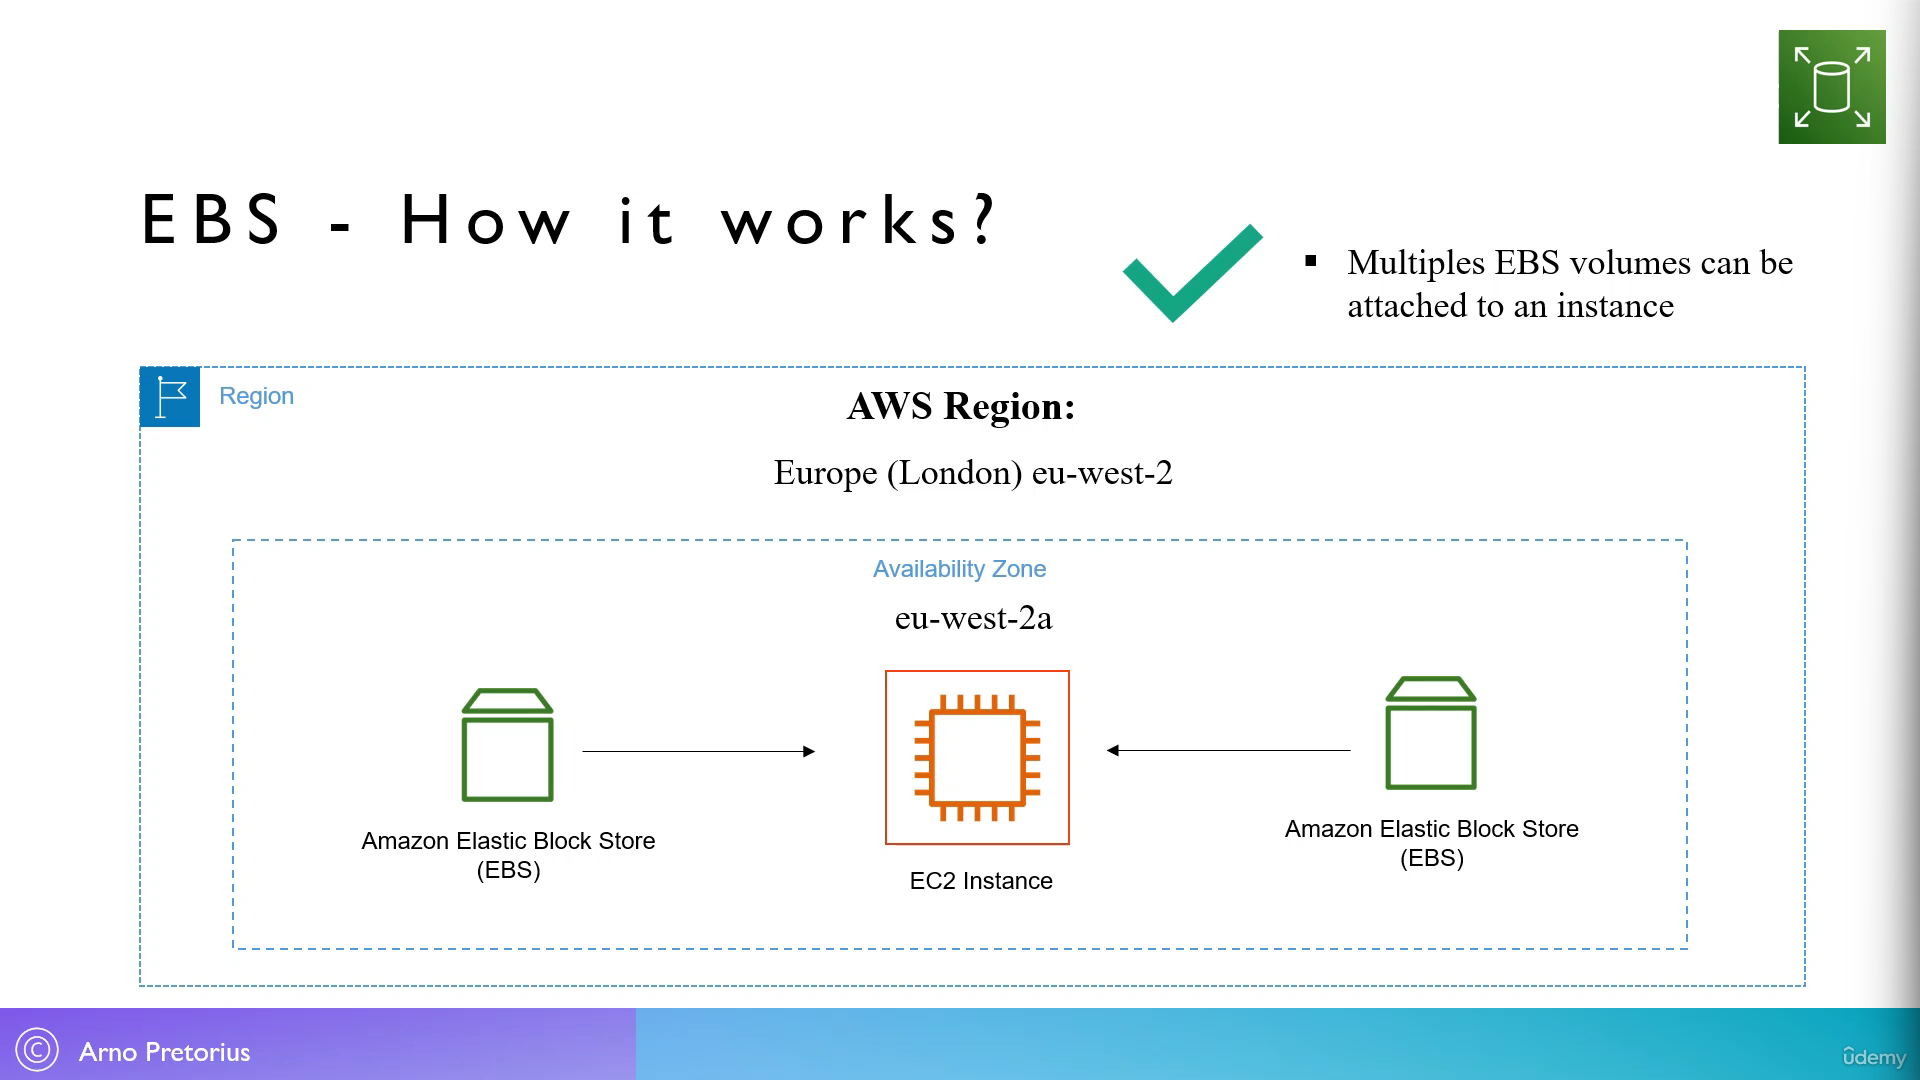 EBS - How it works?
▪ Multiples EBS volumes can be
attached to an instance
Region
AWS Region:
Europe (London) eu-west-2
Availability Zone
eu-west-2a
Amazon Elastic Block Store
(EBS)
EC2 Instance
Amazon Elastic Block Store
(EBS)
© Arno Pretorius
udemy